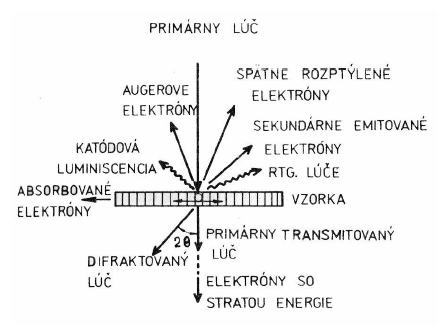 PRIMÁRNY LÚČ
AUGEROVE
ELEKTRÓNY
SPÄTNE ROZPTÝLENÉ
ELEKTRÓNY
KATÓDOVÁ
LUMINISCENCIA
SEKUNDÁRNE EMITOVANÉ
ELEKTRÓNY
RTG. LÚČE
ABSORBOVANÉ
ELEKTRÓNY
VZORKA
2θ
PRIMÁRNY TRANSMITOVANÝ
LÚČ
DIFRAKTOVANÝ
LÚČ
ELEKTRÓNY SO
STRATOU ENERGIE